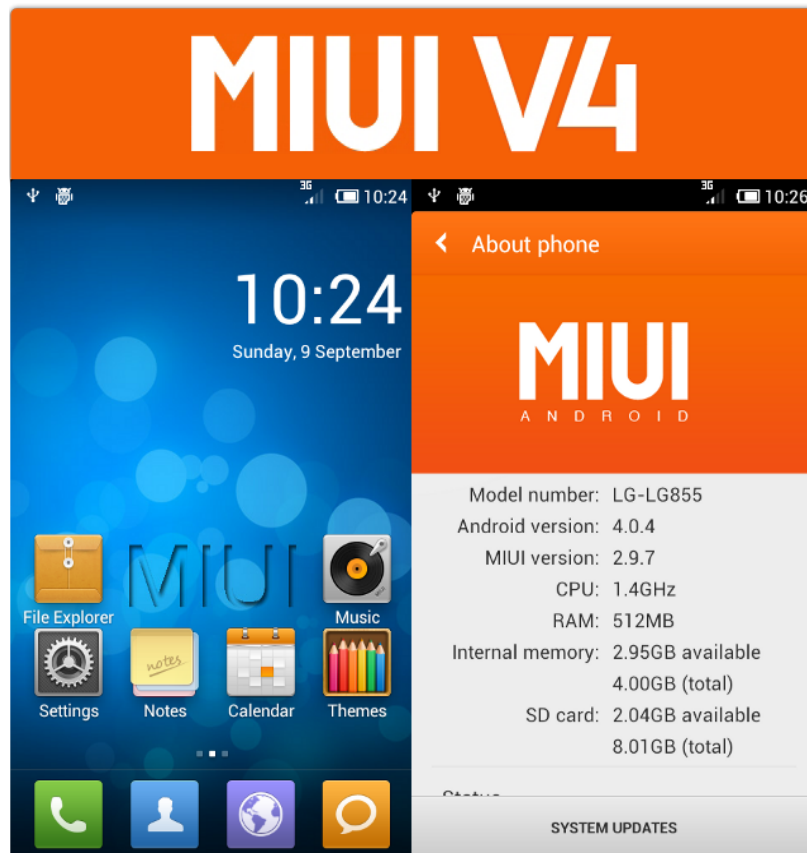 MIUI V4
3G
10:24
10:24
Sunday, 9 September
MIUI
File Explorer
Music
notes
Settings
Notes
Calendar
Themes
3G
10:26
About phone
MIUI
ANDROID
Model number: LG-LG855
Android version: 4.0.4
MIUI version: 2.9.7
CPU: 1.4GHz
RAM: 512MB
Internal memory: 2.95GB available
4.00GB (total)
SD card: 2.04GB available
8.01GB (total)
Status
SYSTEM UPDATES